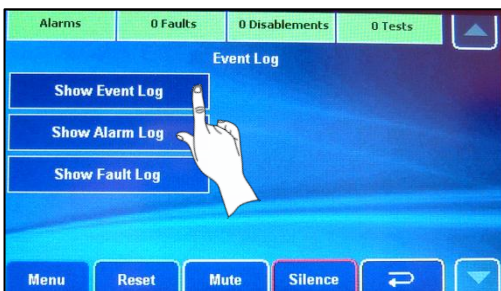 Alarms 0 Faults 0 Disablements 0 Tests
Event Log
Show Event Log
Show Alarm Log
Show Fault Log
Menu Reset Mute Silence